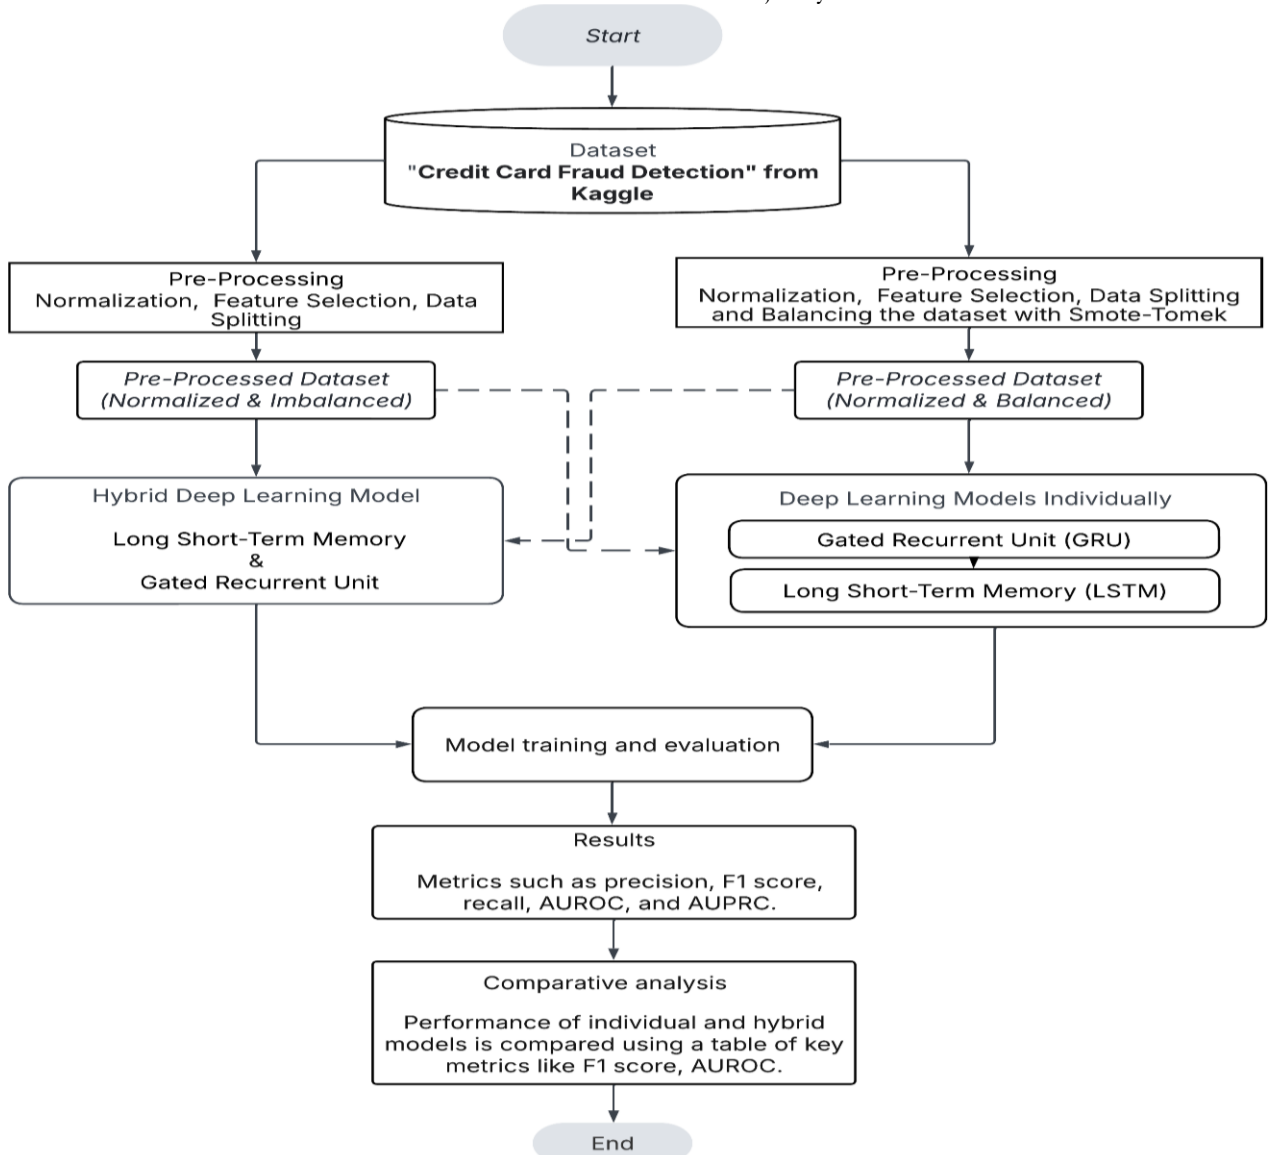 Start
Dataset
"Credit Card Fraud Detection" from
Kaggle
Pre-Processing
Normalization, Feature Selection, Data
Splitting
Pre-Processing
Normalization, Feature Selection, Data Splitting
and Balancing the dataset with Smote-Tomek
Pre-Processed Dataset
(Normalized & Imbalanced)
Pre-Processed Dataset
(Normalized & Balanced)
Hybrid Deep Learning Model
Long Short-Term Memory
&
Gated Recurrent Unit
Deep Learning Models Individually
Gated Recurrent Unit (GRU)
Long Short-Term Memory (LSTM)
Model training and evaluation
Results
Metrics such as precision, F1 score,
recall, AUROC, and AUPRC.
Comparative analysis
Performance of individual and hybrid
models is compared using a table of key
metrics like F1 score, AUROC.
End